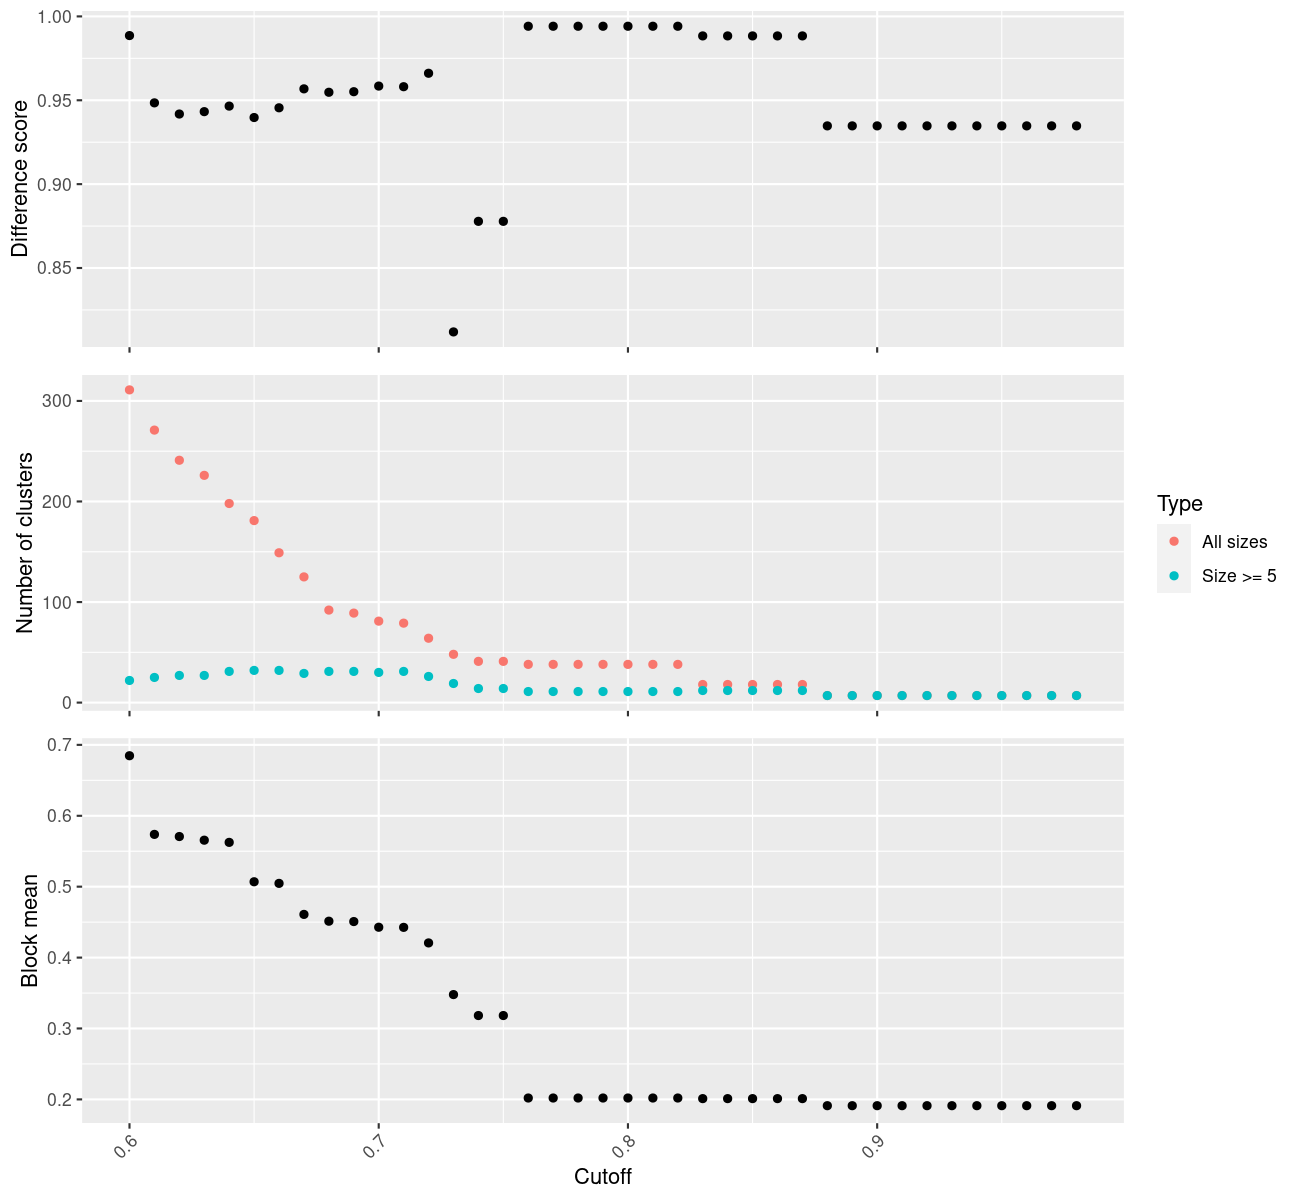 Difference score
1.00
0.95
0.90
0.85
Number of clusters
300
200
100
0
Type
All sizes
Size >= 5
Block mean
0.7
0.6
0.5
0.4
0.3
0.2
0.6 0.7 0.8 0.9
Cutoff